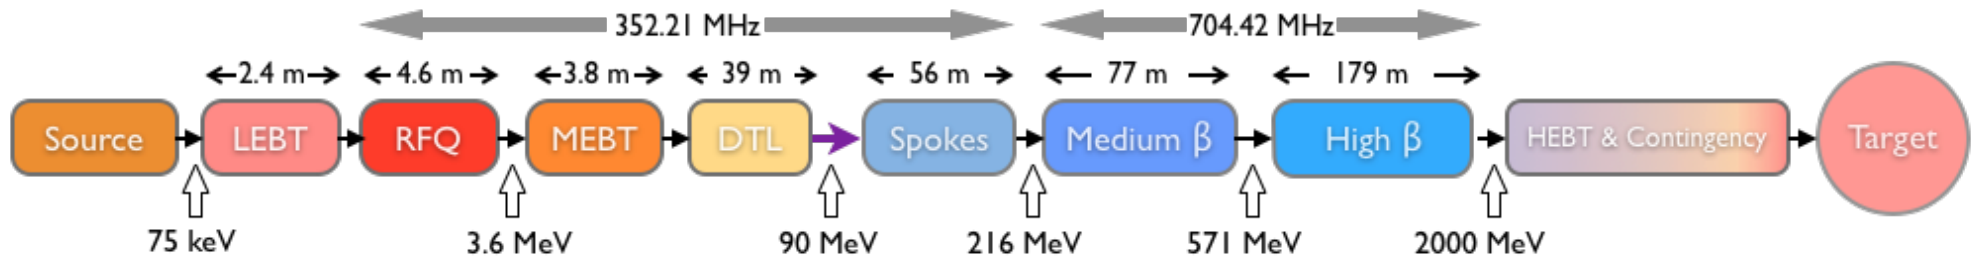 352.21 MHz 704.42 MHz
2.4 m 4.6 m 3.8 m 39 m 56 m 77 m 179 m
Source LEBT RFQ MEBT DTL Spokes Medium β High β HEBT & Contingency Target
75 keV 3.6 MeV 90 MeV 216 MeV 571 MeV 2000 MeV